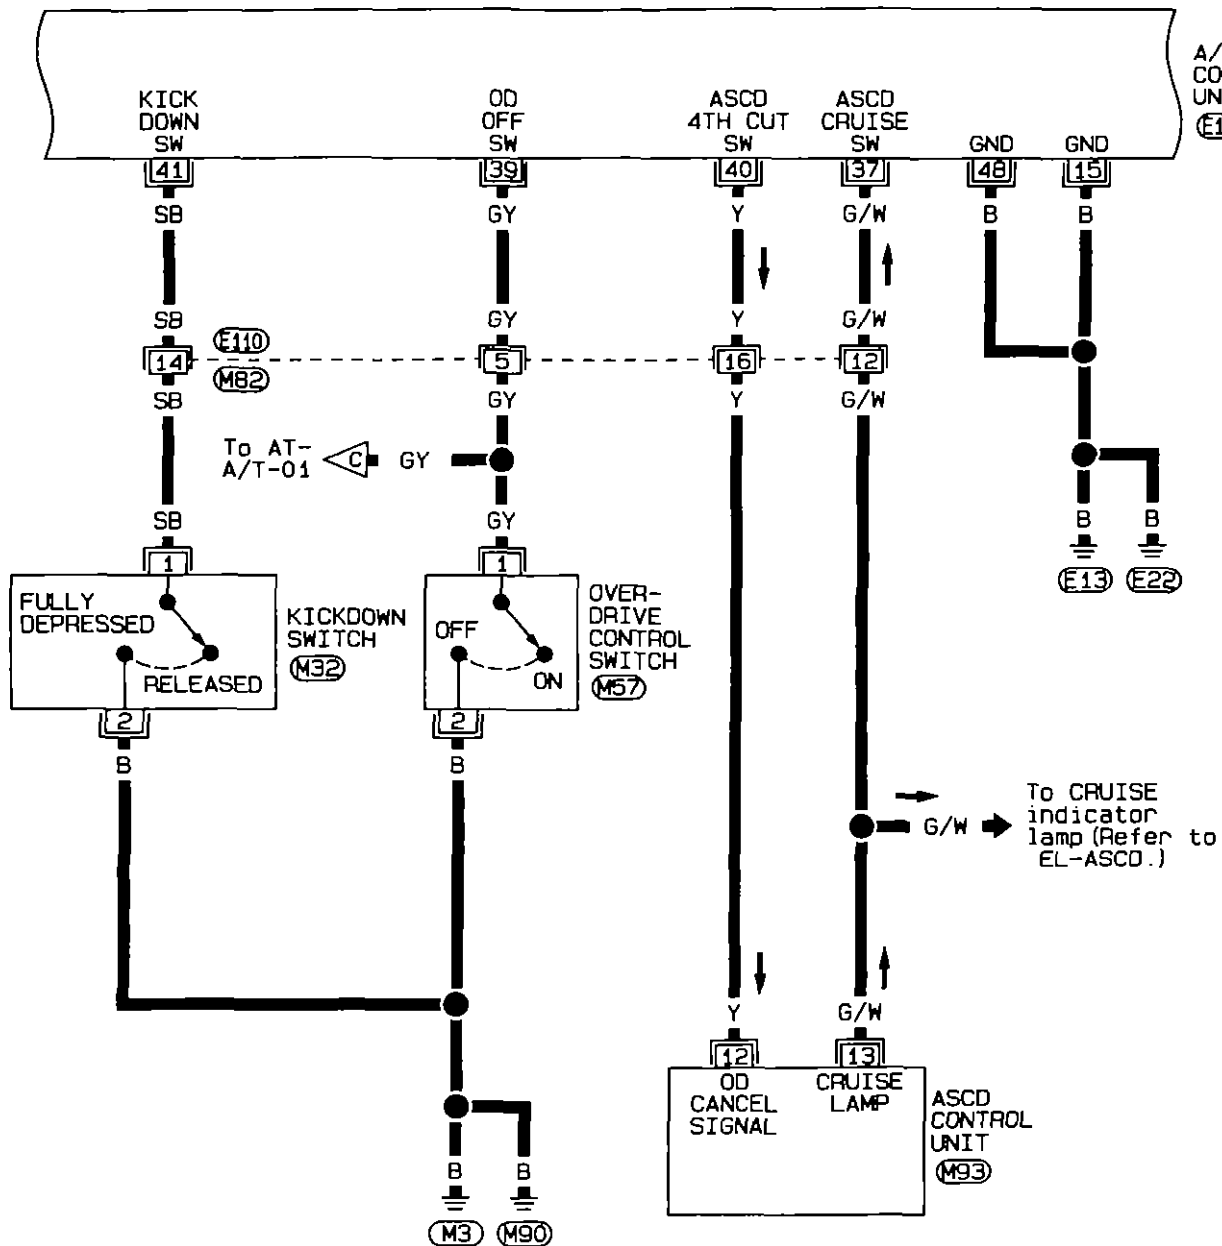 A/
CO
UN
E1
KICK
DOWN
SW
OD
OFF
SW
ASCD
4TH CUT
SW
ASCD
CRUISE
SW
GND
GND
41
39
40
37
48
15
SB
GY
Y
G/W
B
B
SB
GY
Y
G/W
E110
14
5
16
12
M82
SB
GY
Y
G/W
To AT-
A/T-01
C
GY
SB
GY
B
B
E13
E22
1
1
FULLY
DEPRESSED
RELEASED
KICKDOWN
SWITCH
M32
OFF
ON
OVER-
DRIVE
CONTROL
SWITCH
M57
2
2
B
B
G/W
To CRUISE
indicator
lamp (Refer to
EL-ASCD.)
Y
G/W
12
13
OD
CANCEL
SIGNAL
CRUISE
LAMP
ASCD
CONTROL
UNIT
M93
B
B
M3
M90